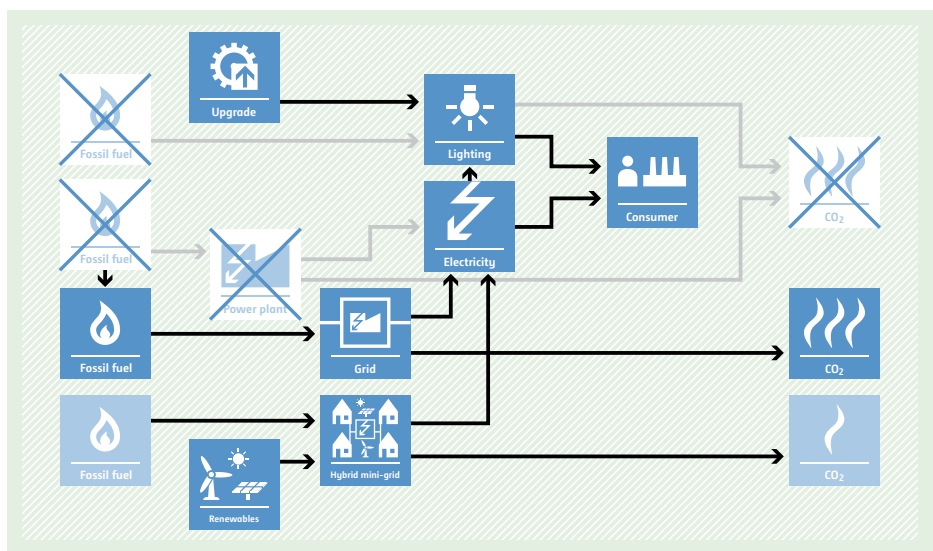 Upgrade
Fossil fuel
Lighting
Consumer
CO₂
Fossil fuel
Power plant
Electricity
Fossil fuel
Grid
CO₂
Fossil fuel
Hybrid mini-grid
CO₂
Renewables